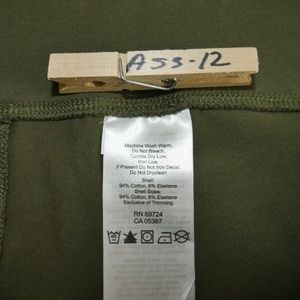 ASS-12
Machine Wash Warm,
Do Not Bleach,
Tumble Dry Low,
Iron Low.
If Present Do Not Iron Decal.
Do Not Dryclean
Shell:
94% Cotton, 6% Elastane
Shell Sides:
94% Cotton, 6% Elastane
Exclusive of Trimming
RN 69724
CA 05367